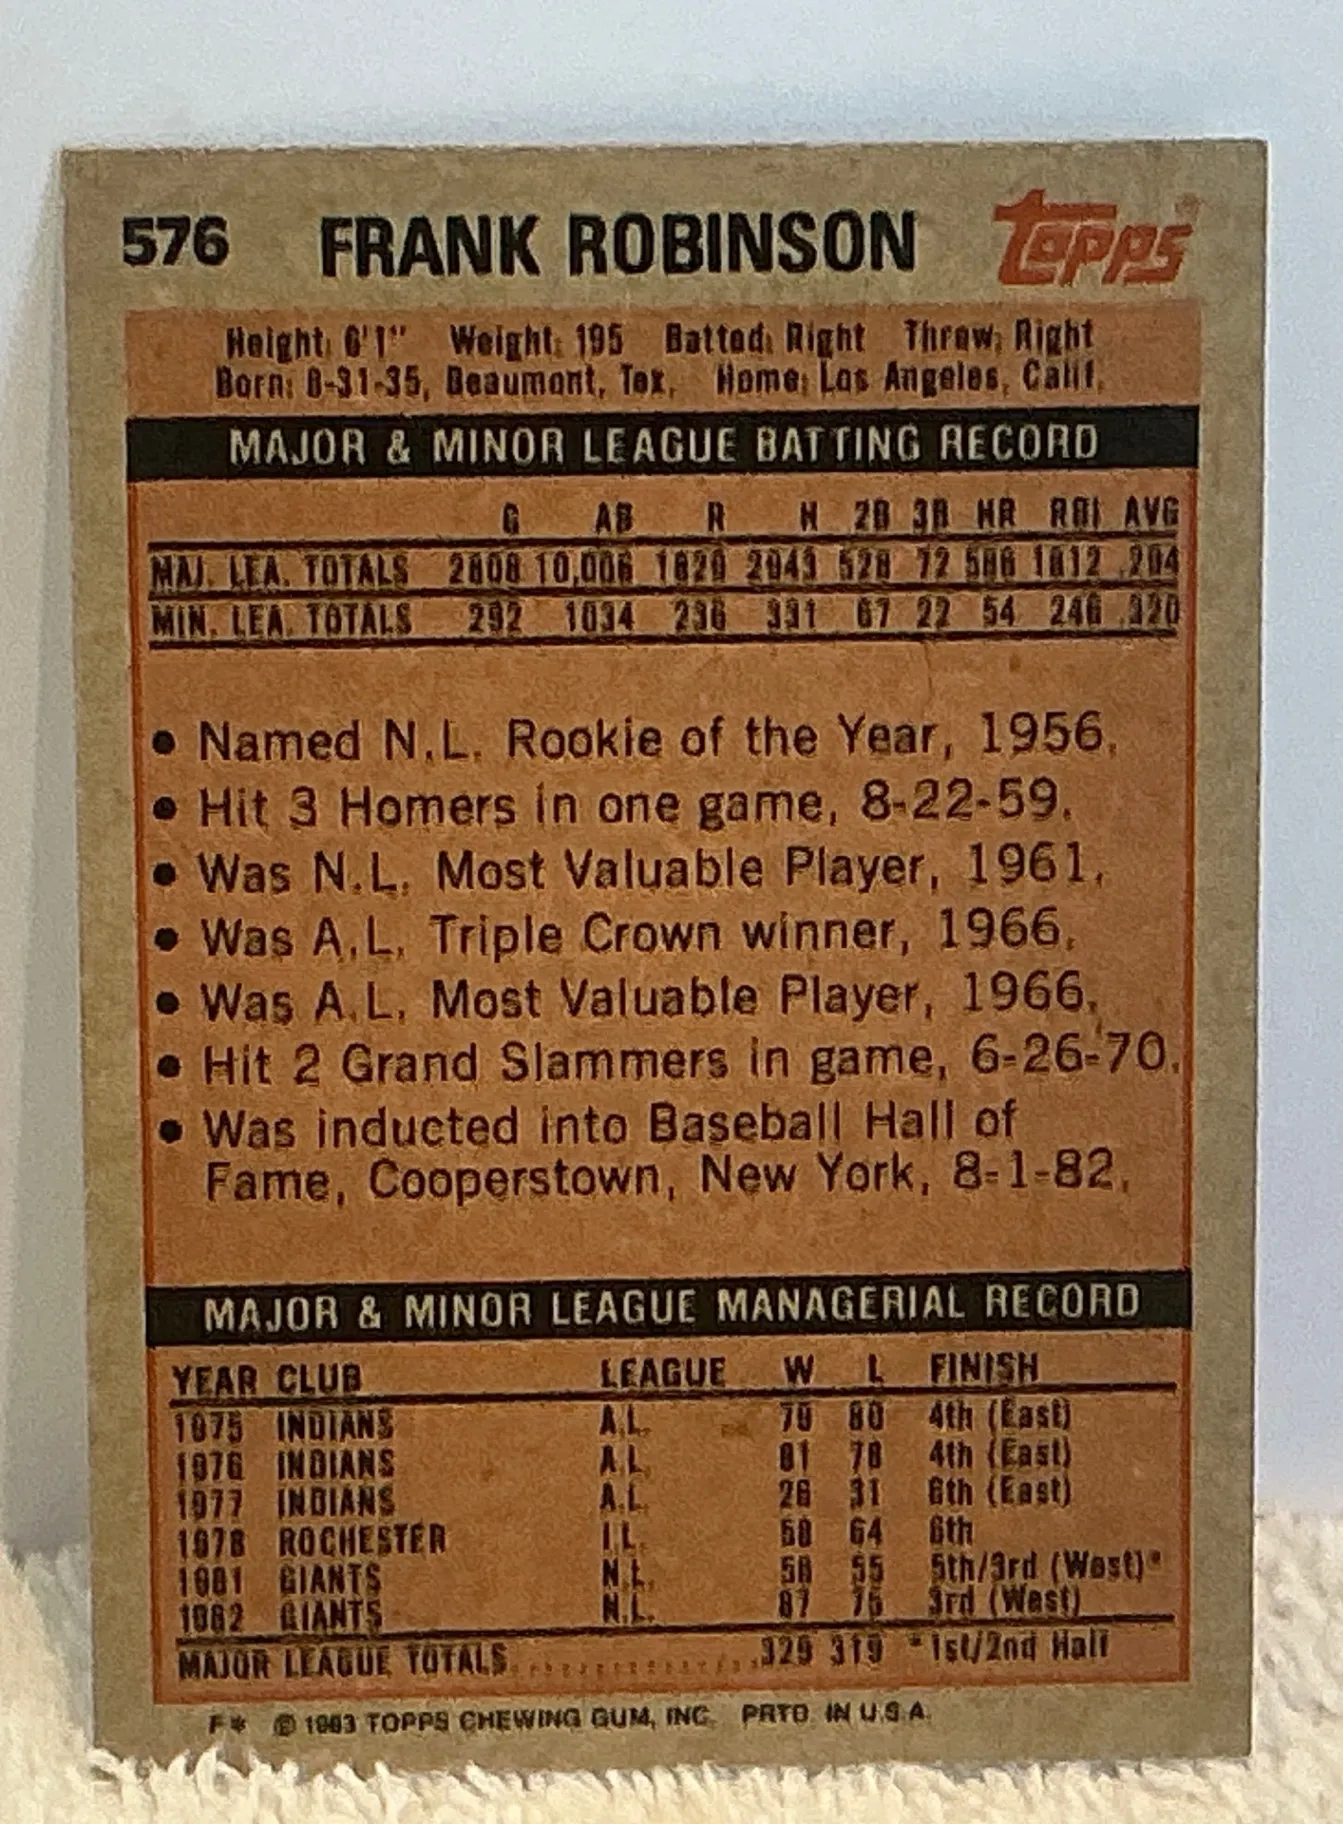 576 FRANK ROBINSON Topps
Height: 6'1" Weight: 195 Batted: Right Threw: Right
Born: 8-31-35, Beaumont, Tex. Home: Los Angeles, Calif.
MAJOR & MINOR LEAGUE BATTING RECORD
G AB R H 2B 3B HR RBI AVG
MAJ. LEA. TOTALS 2808 10,006 1829 2943 528 72 586 1812 .294
MIN. LEA. TOTALS 292 1034 236 331 67 22 54 246 .320
• Named N.L. Rookie of the Year, 1956.
• Hit 3 Homers in one game, 8-22-59.
• Was N.L. Most Valuable Player, 1961.
• Was A.L. Triple Crown winner, 1966.
• Was A.L. Most Valuable Player, 1966.
• Hit 2 Grand Slammers in game, 6-26-70.
• Was inducted into Baseball Hall of
Fame, Cooperstown, New York, 8-1-82.
MAJOR & MINOR LEAGUE MANAGERIAL RECORD
YEAR CLUB LEAGUE W L FINISH
1975 INDIANS A.L. 79 80 4th (East)
1976 INDIANS A.L. 81 78 4th (East)
1977 INDIANS A.L. 26 31 6th (East)
1978 ROCHESTER I.L. 58 64 6th
1981 GIANTS N.L. 56 55 5th/3rd (West)*
1982 GIANTS N.L. 87 75 3rd (West)
MAJOR LEAGUE TOTALS 329 319 *1st/2nd Half
F* © 1983 TOPPS CHEWING GUM, INC. PRTD. IN U.S.A.